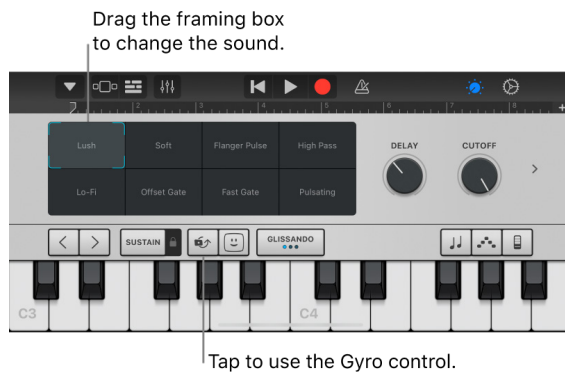 Drag the framing box
to change the sound.
2 3 4 5 6 7 8
Lush Soft Flanger Pulse High Pass
DELAY CUTOFF
Lo-Fi Offset Gate Fast Gate Pulsating
SUSTAIN GLISSANDO
C3 C4
Tap to use the Gyro control.